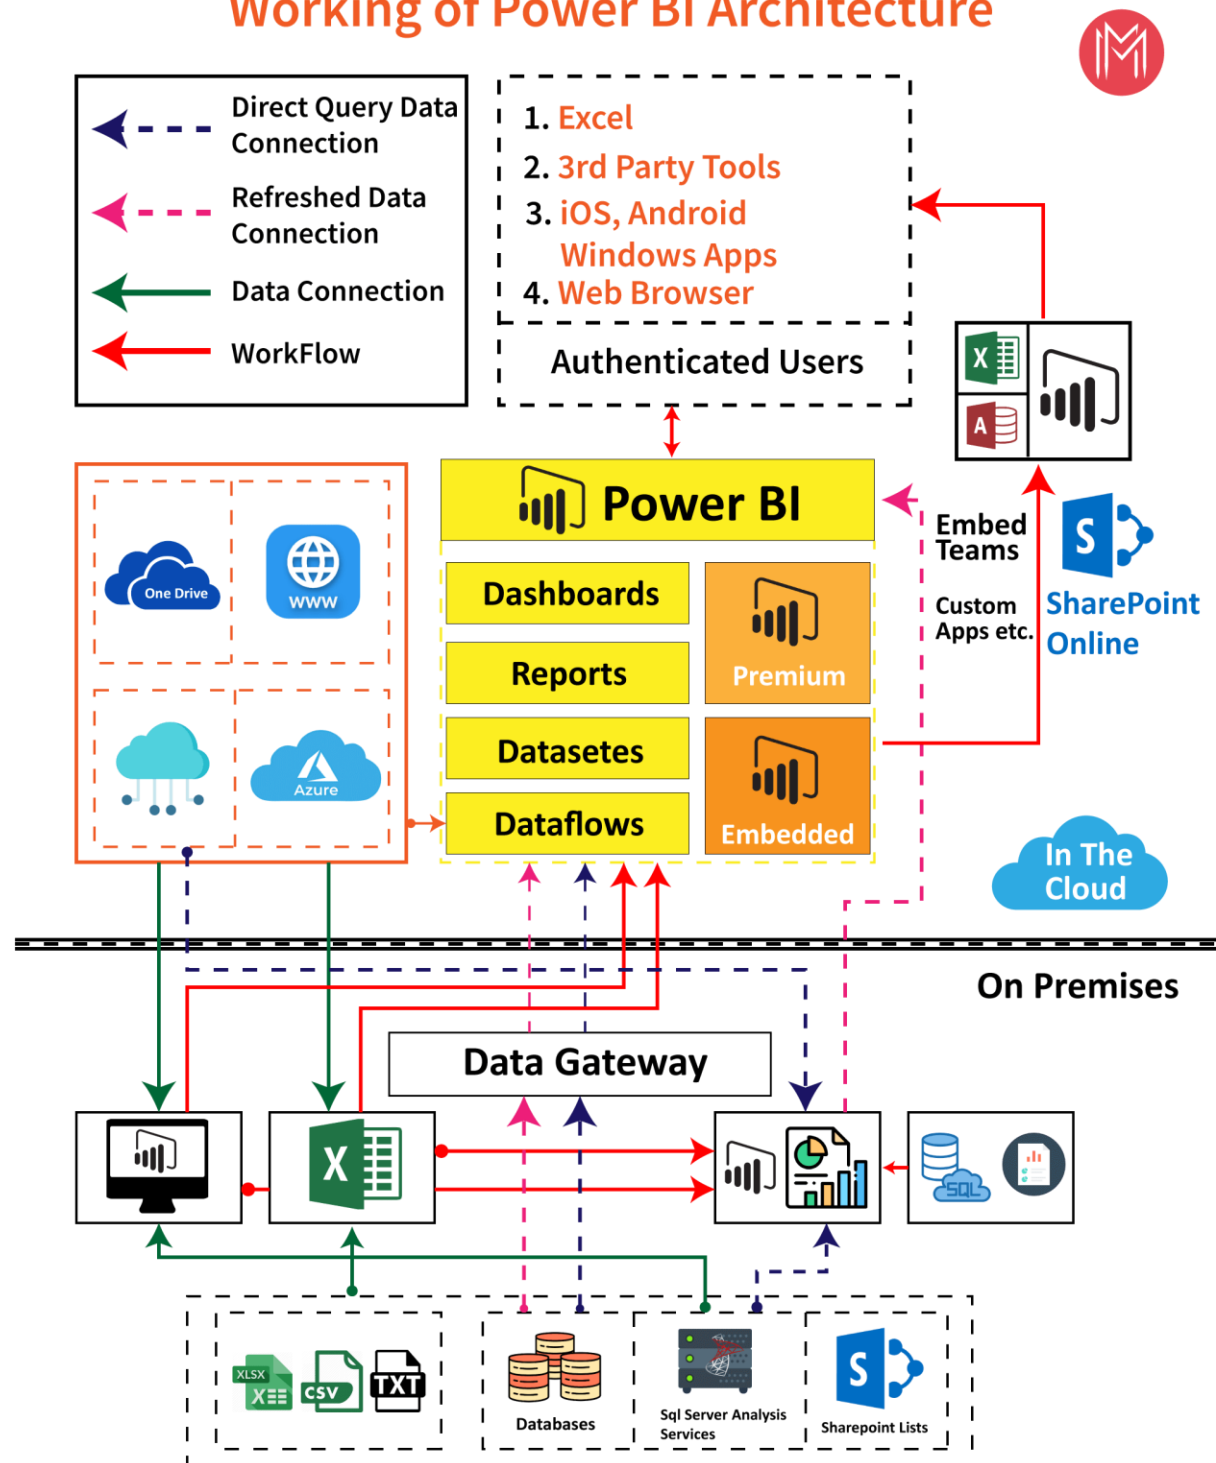 Working of Power BI Architecture
M
Direct Query Data
Connection
Refreshed Data
Connection
Data Connection
WorkFlow
1. Excel
2. 3rd Party Tools
3. iOS, Android
Windows Apps
4. Web Browser
Authenticated Users
X
A
Power BI
Embed
Teams
Custom
Apps etc.
S
SharePoint
Online
One Drive
www
Azure
Dashboards
Reports
Datasetes
Dataflows
Premium
Embedded
In The
Cloud
On Premises
Data Gateway
X
SQL
XLSX
X
CSV
TXT
Databases
Sql Server Analysis
Services
S
Sharepoint Lists